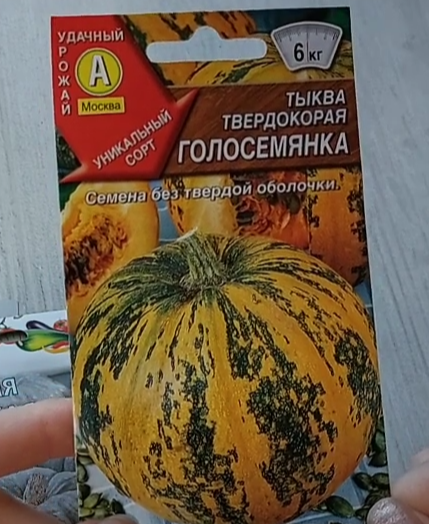 УДАЧНЫЙ
УРОЖАЙ
А
Москва
УНИКАЛЬНЫЙ
СОРТ
6 кг
ТЫКВА
ТВЕРДОКОРАЯ
ГОЛОСЕМЯНКА
Семена без твердой оболочки.
Я